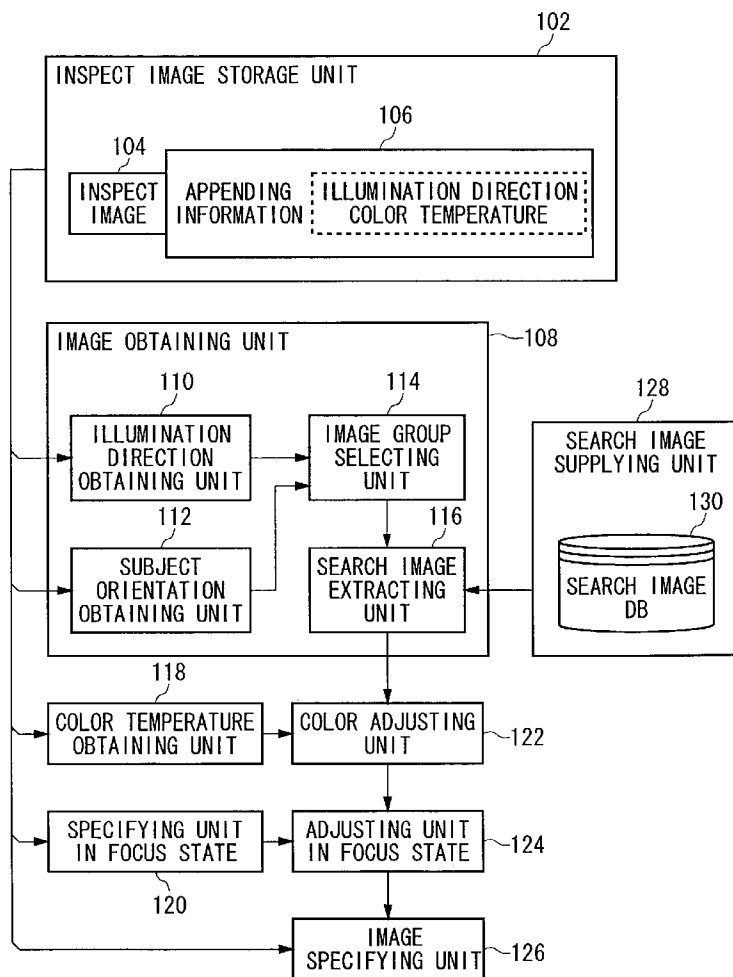 102
INSPECT IMAGE STORAGE UNIT
106
104
INSPECT
IMAGE
APPENDING
INFORMATION
ILLUMINATION DIRECTION
COLOR TEMPERATURE
IMAGE OBTAINING UNIT
108
110
ILLUMINATION
DIRECTION
OBTAINING UNIT
114
IMAGE GROUP
SELECTING
UNIT
128
SEARCH IMAGE
SUPPLYING UNIT
112
SUBJECT
ORIENTATION
OBTAINING UNIT
116
SEARCH IMAGE
EXTRACTING
UNIT
130
SEARCH IMAGE
DB
118
COLOR TEMPERATURE
OBTAINING UNIT
COLOR ADJUSTING
UNIT
122
SPECIFYING UNIT
IN FOCUS STATE
120
ADJUSTING UNIT
IN FOCUS STATE
124
IMAGE
SPECIFYING UNIT
126